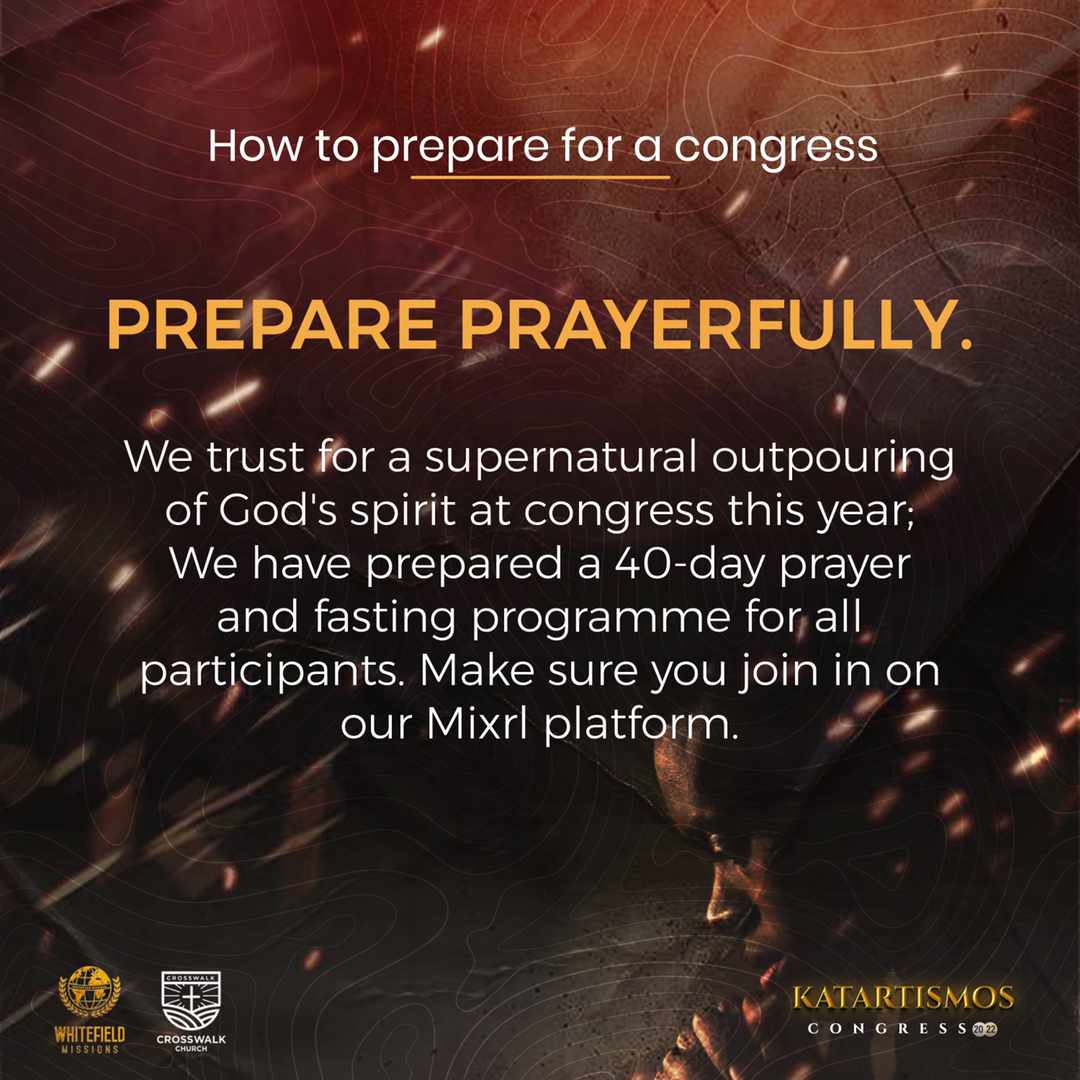 How to prepare for a congress
PREPARE PRAYERFULLY.
We trust for a supernatural outpouring
of God's spirit at congress this year;
We have prepared a 40-day prayer
and fasting programme for all
participants. Make sure you join in on
our Mixrl platform.
WHITEFIELD
MISSIONS
CROSSWALK
CROSSWALK
CHURCH
KATARTISMOS
CONGRESS 2022